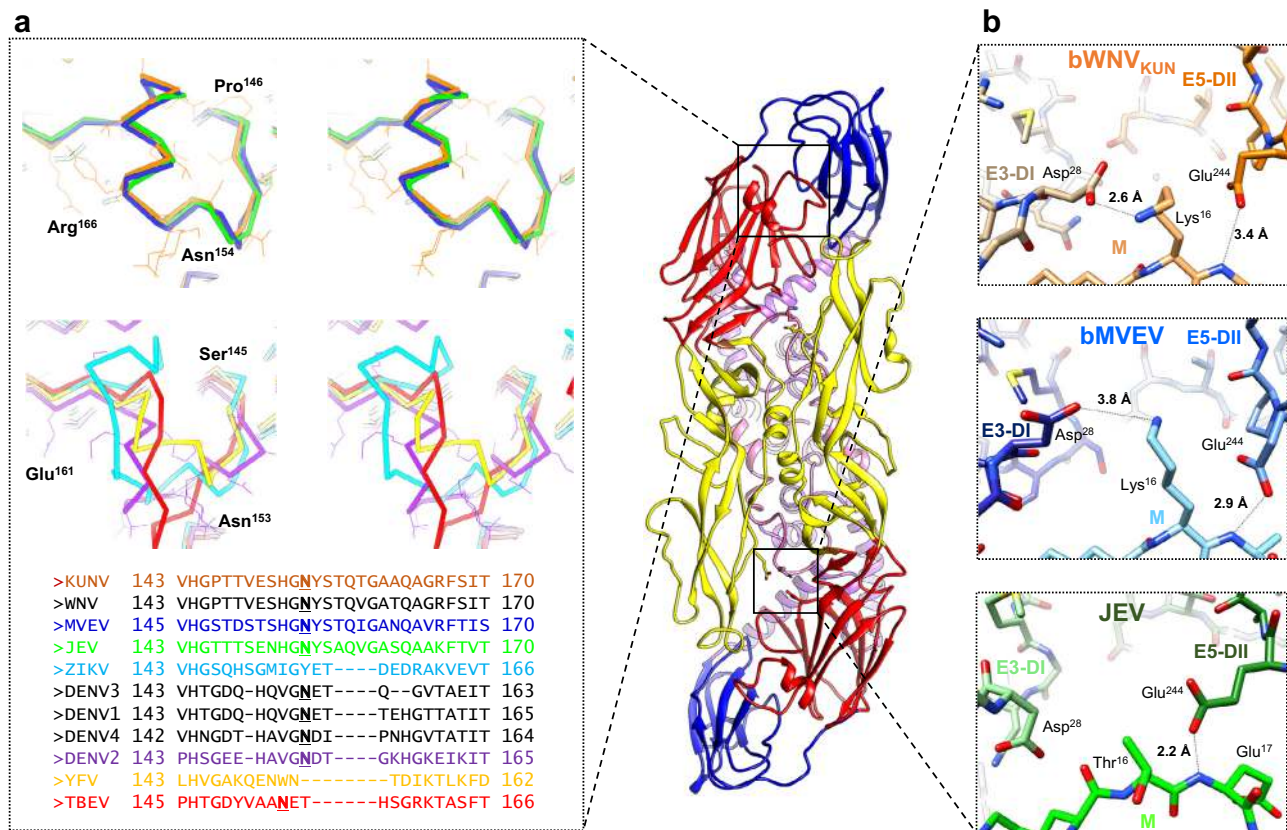 a
Pro146
Arg166
Asn154
Ser145
Glu161
Asn153
>KUNV 143 VHGPTTVESHGNYSTQTGAAQAGRFSIT 170
>WNV 143 VHGPTTVESHGNYSTQVGATQAGRFSIT 170
>MVEV 145 VHGSTDSTSHGNYSTQIGANQAVRFTIS 170
>JEV 143 VHGTTTSENHGNYSAQVGASQAAKFTVT 170
>ZIKV 143 VHGSQHSGMIGYET----DEDRAKVEVT 166
>DENV3 143 VHTGDQ-HQVGNET----Q--GVTAEIT 163
>DENV1 143 VHTGDQ-HQVGNET----TEHGTTATIT 165
>DENV4 142 VHNGDT-HAVGNDI----PNHGVTATIT 164
>DENV2 143 PHSGEE-HAVGNDT----GKHGKEIKIT 165
>YFV 143 LHVGAKQENWN--------TDIKTLKFD 162
>TBEV 145 PHTGDYVAANET------HSGRKTASFT 166
b
bWNVKUN
E5-DII
E3-DI
Asp28
Glu244
2.6 Å
Lys16
M
3.4 Å
bMVEV
E5-DII
3.8 Å
E3-DI
Asp28
Glu244
Lys16
2.9 Å
M
JEV
E5-DII
E3-DI
Glu244
Asp28
2.2 Å
Glu17
Thr16
M